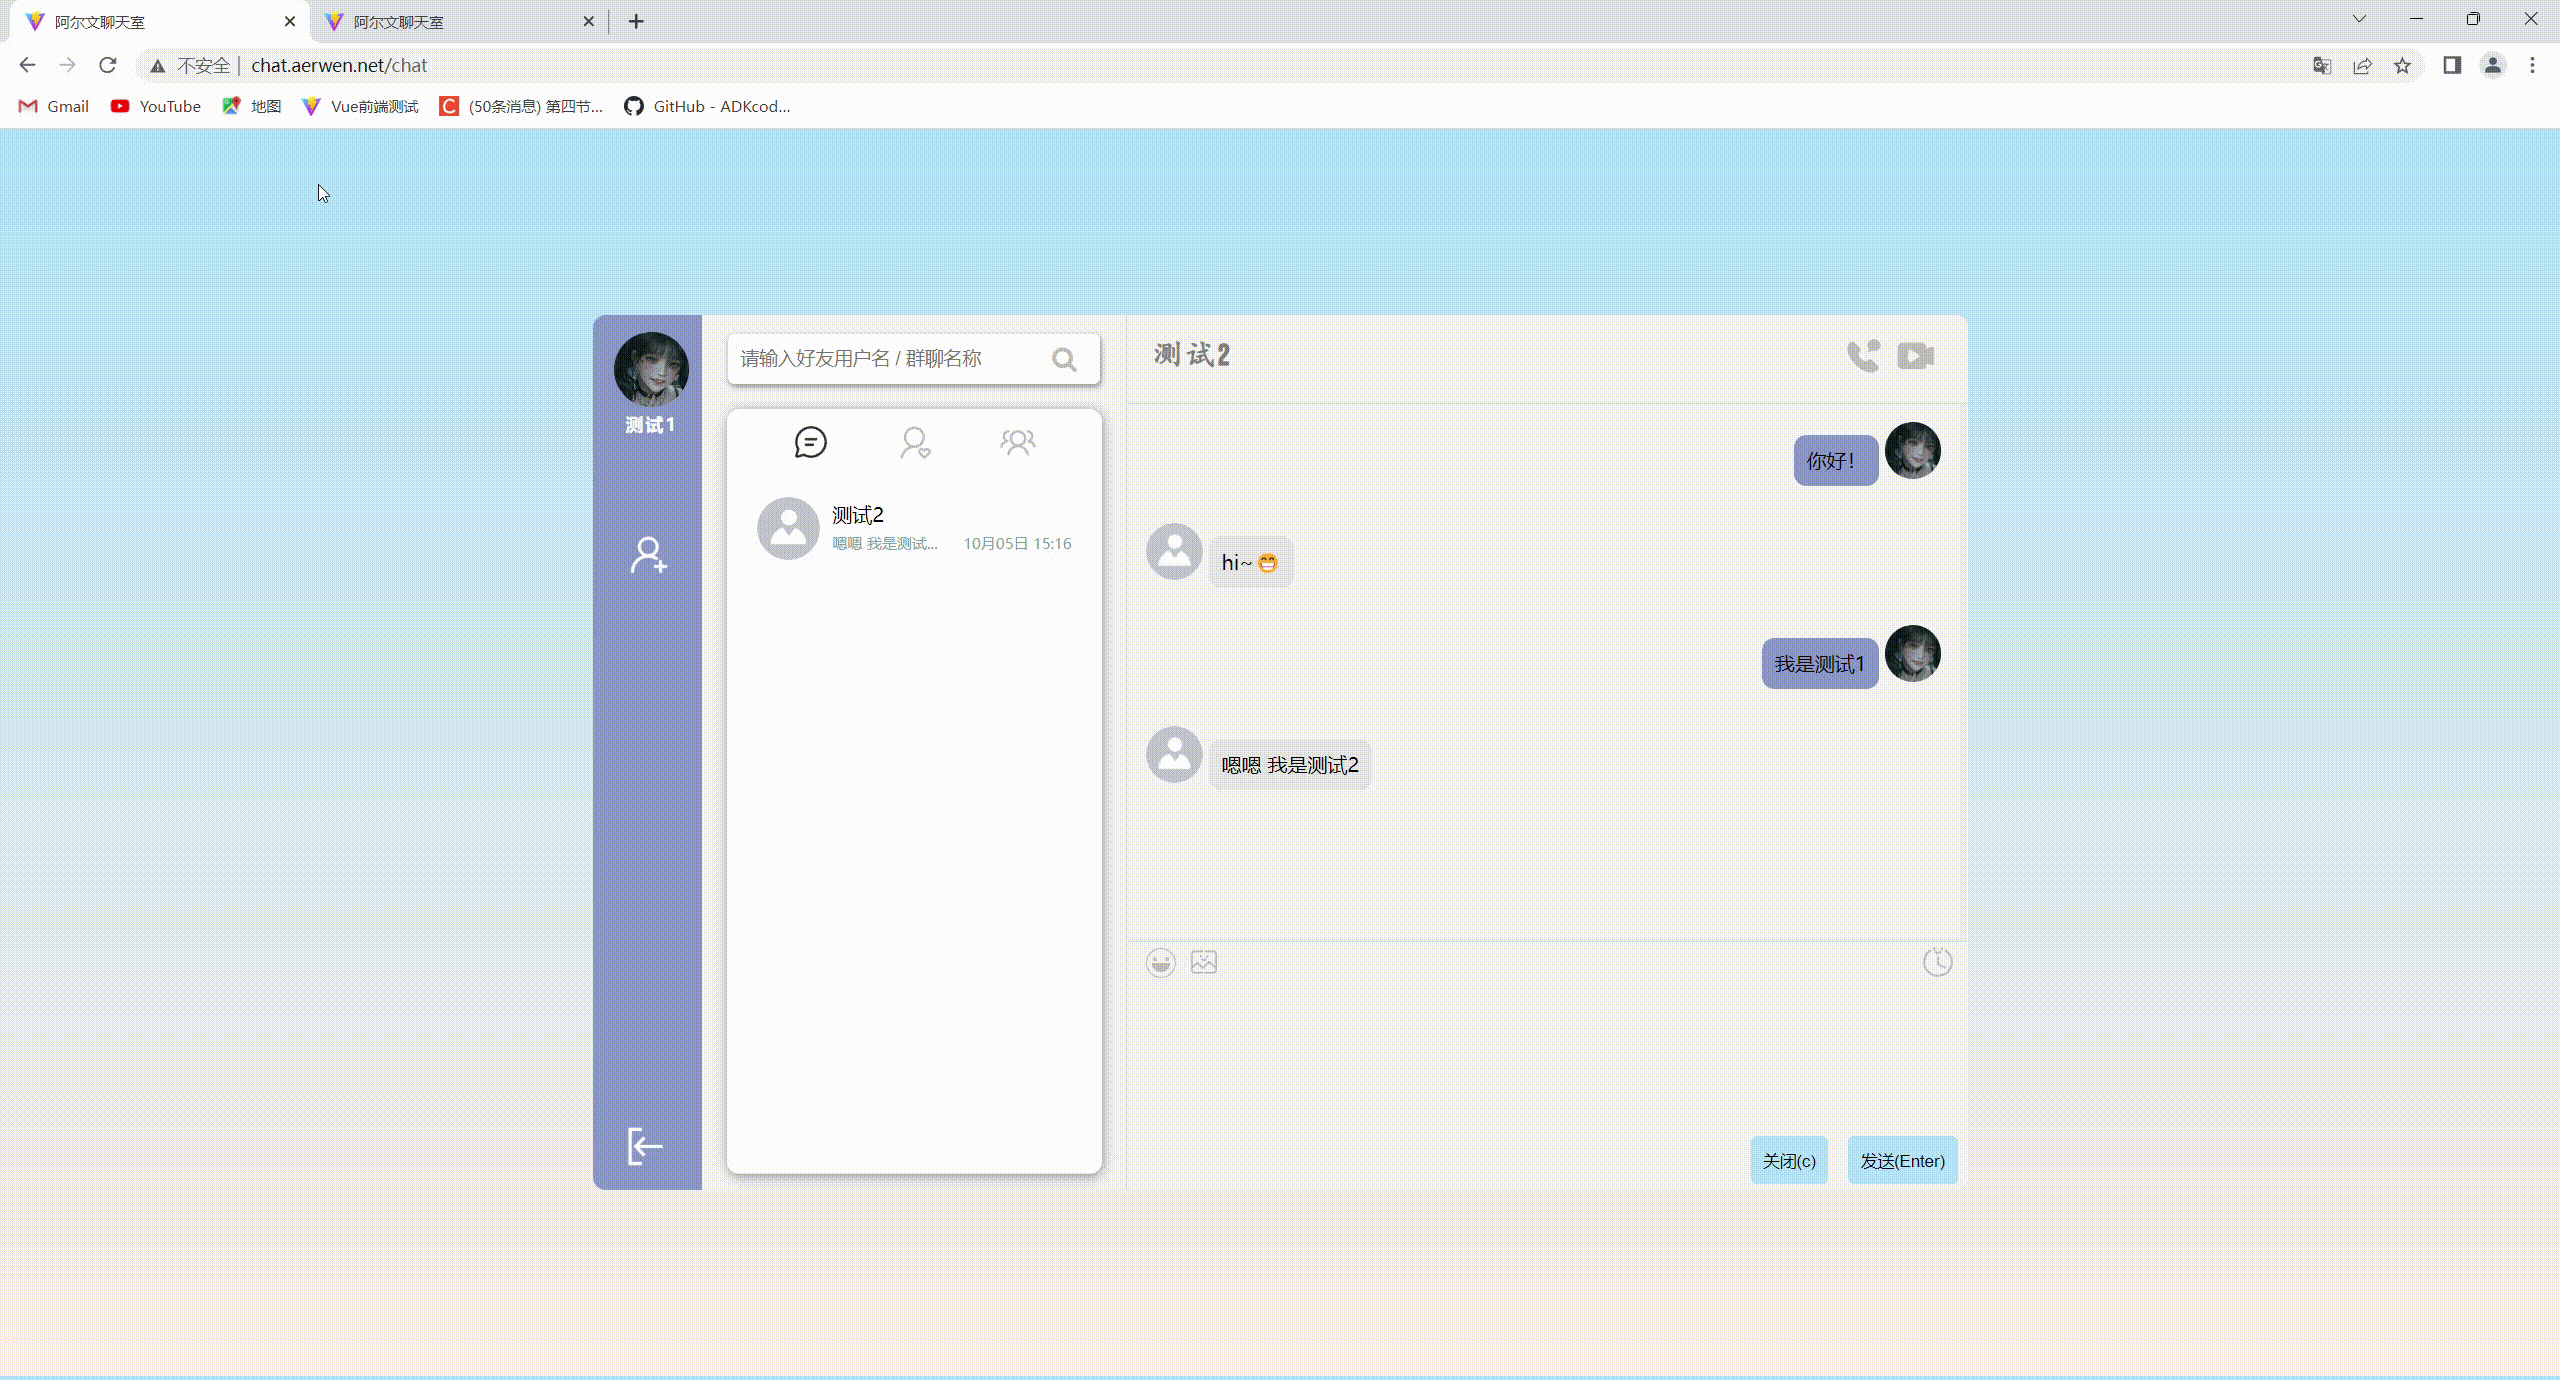 阿尔文聊天室
阿尔文聊天室
不安全 | chat.aerwen.net/chat
Gmail
YouTube
地图
Vue前端测试
(50条消息) 第四节...
GitHub - ADKcod...
测试1
请输入好友用户名 / 群聊名称
测试2
嗯嗯 我是测试...
10月05日 15:16
测试2
你好！
hi~😁
我是测试1
嗯嗯 我是测试2
关闭(c)
发送(Enter)